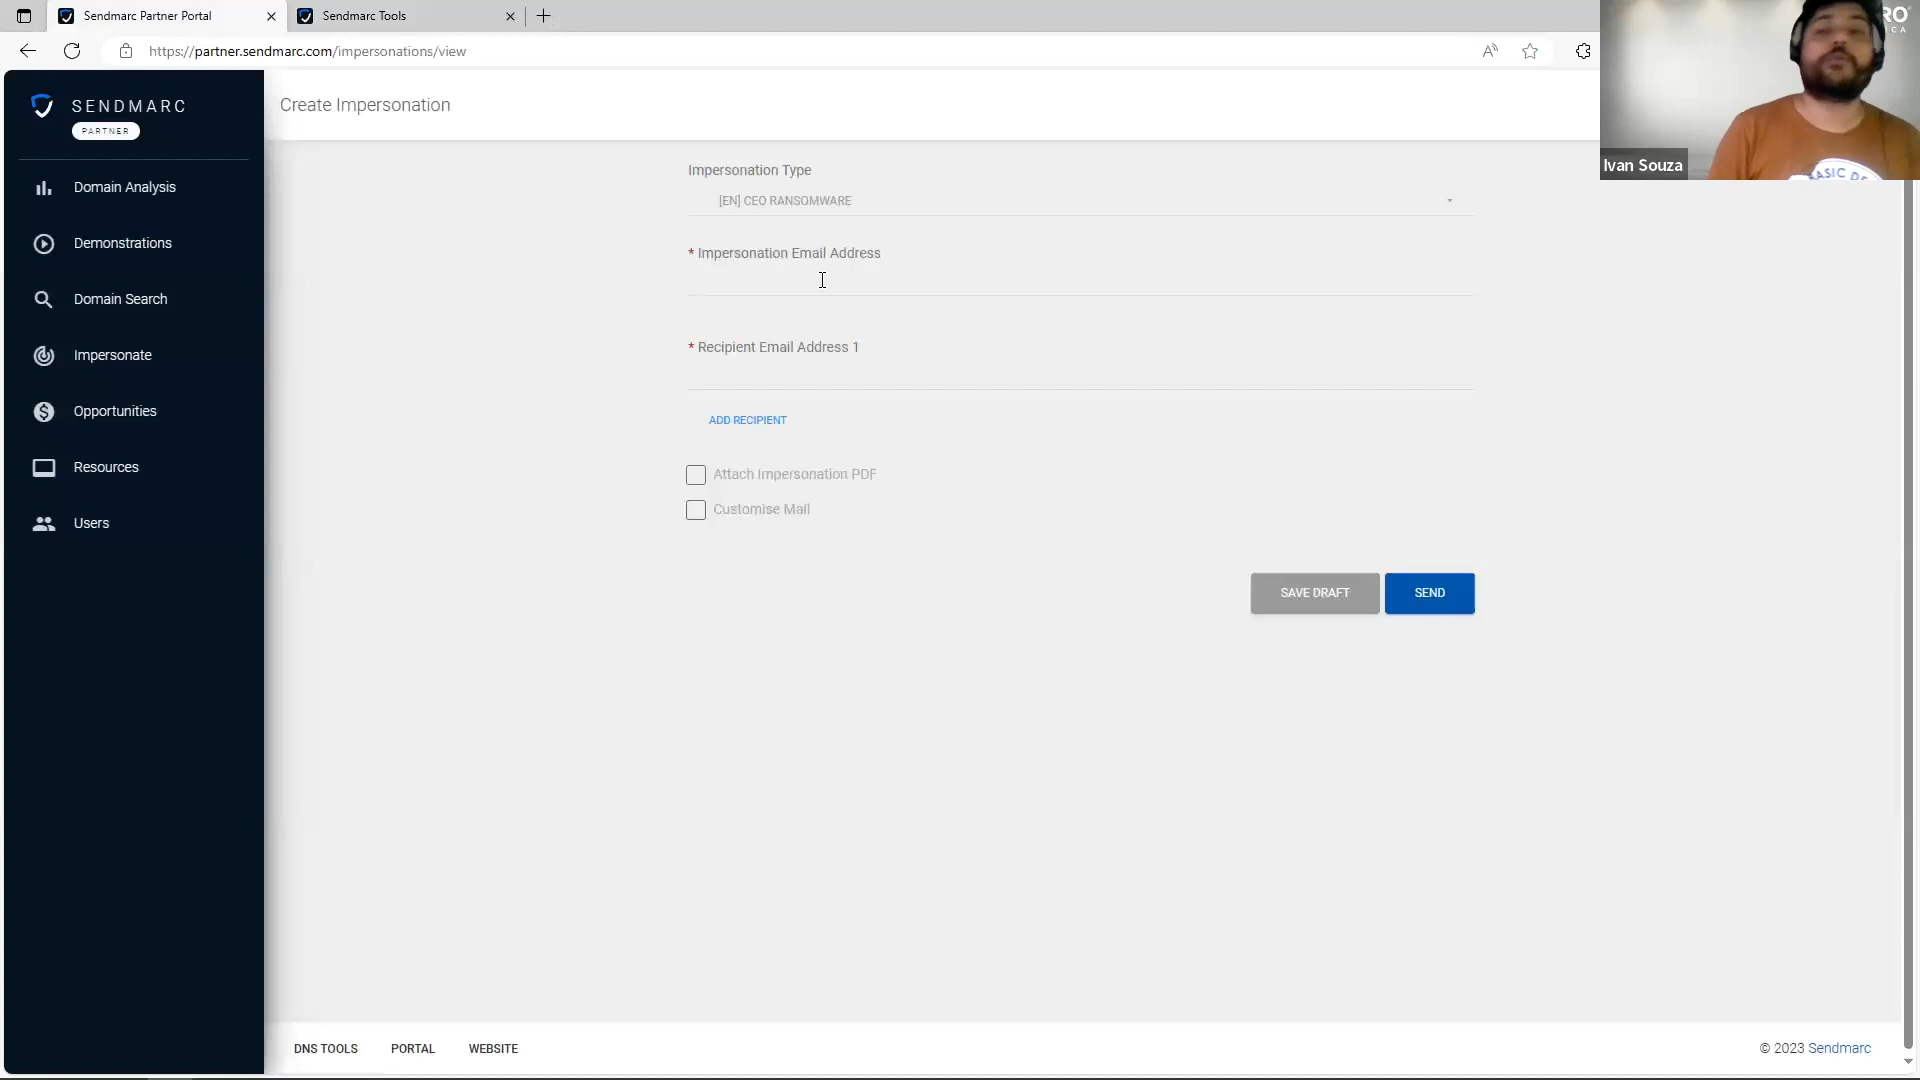 Sendmarc Partner Portal
Sendmarc Tools
https://partner.sendmarc.com/impersonations/view
SENDMARC
PARTNER
Domain Analysis
Demonstrations
Domain Search
Impersonate
Opportunities
Resources
Users
Create Impersonation
Impersonation Type
[EN] CEO RANSOMWARE
* Impersonation Email Address
* Recipient Email Address 1
ADD RECIPIENT
Attach Impersonation PDF
Customise Mail
SAVE DRAFT
SEND
DNS TOOLS
PORTAL
WEBSITE
© 2023 Sendmarc
Ivan Souza